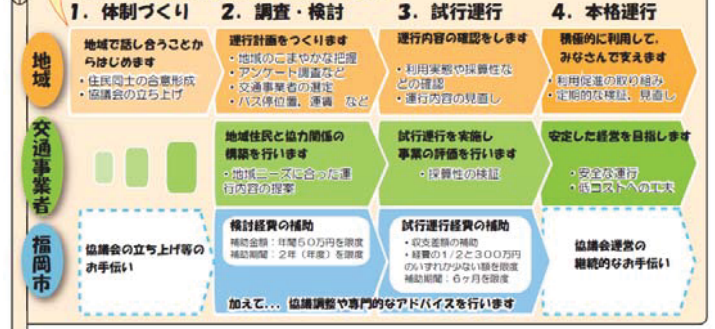 1．体制づくり
2．調査・検討
3．試行運行
4．本格運行
地域
地域で話し合うことか
らはじめます
・住民同士の合意形成
・協議会の立ち上げ
運行計画をつくります
・地域のこまやかな把握
・アンケート調査など
・交通事業者の選定
・バス停位置、運賃　など
運行内容の確認をします
・利用実態や採算性な
どの確認
・運行内容の見直し
積極的に利用して、
みなさんで支えます
・利用促進の取り組み
・定期的な検証、見直し
交通事業者
地域住民と協力関係の
構築を行います
・地域ニーズに合った運
行内容の提案
試行運行を実施し
事業の評価を行います
・採算性の検証
安定した経営を目指します
・安全な運行
・低コストへの工夫
福岡市
協議会の立ち上げ等の
お手伝い
検討経費の補助
補助金額：年間５０万円を限度
補助期間：２年（年度）を限度
試行運行経費の補助
・収支差額の補助
・経費の１/２と３００万円
のいずれか少ない額を限度
補助期間：６ヶ月を限度
加えて... 協議調整や専門的なアドバイスを行います
協議会運営の
継続的なお手伝い